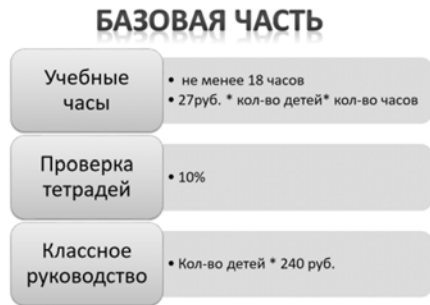 БАЗОВАЯ ЧАСТЬ
Учебные
часы
• не менее 18 часов
• 27руб. * кол-во детей* кол-во часов
Проверка
тетрадей
• 10%
Классное
руководство
• Кол-во детей * 240 руб.